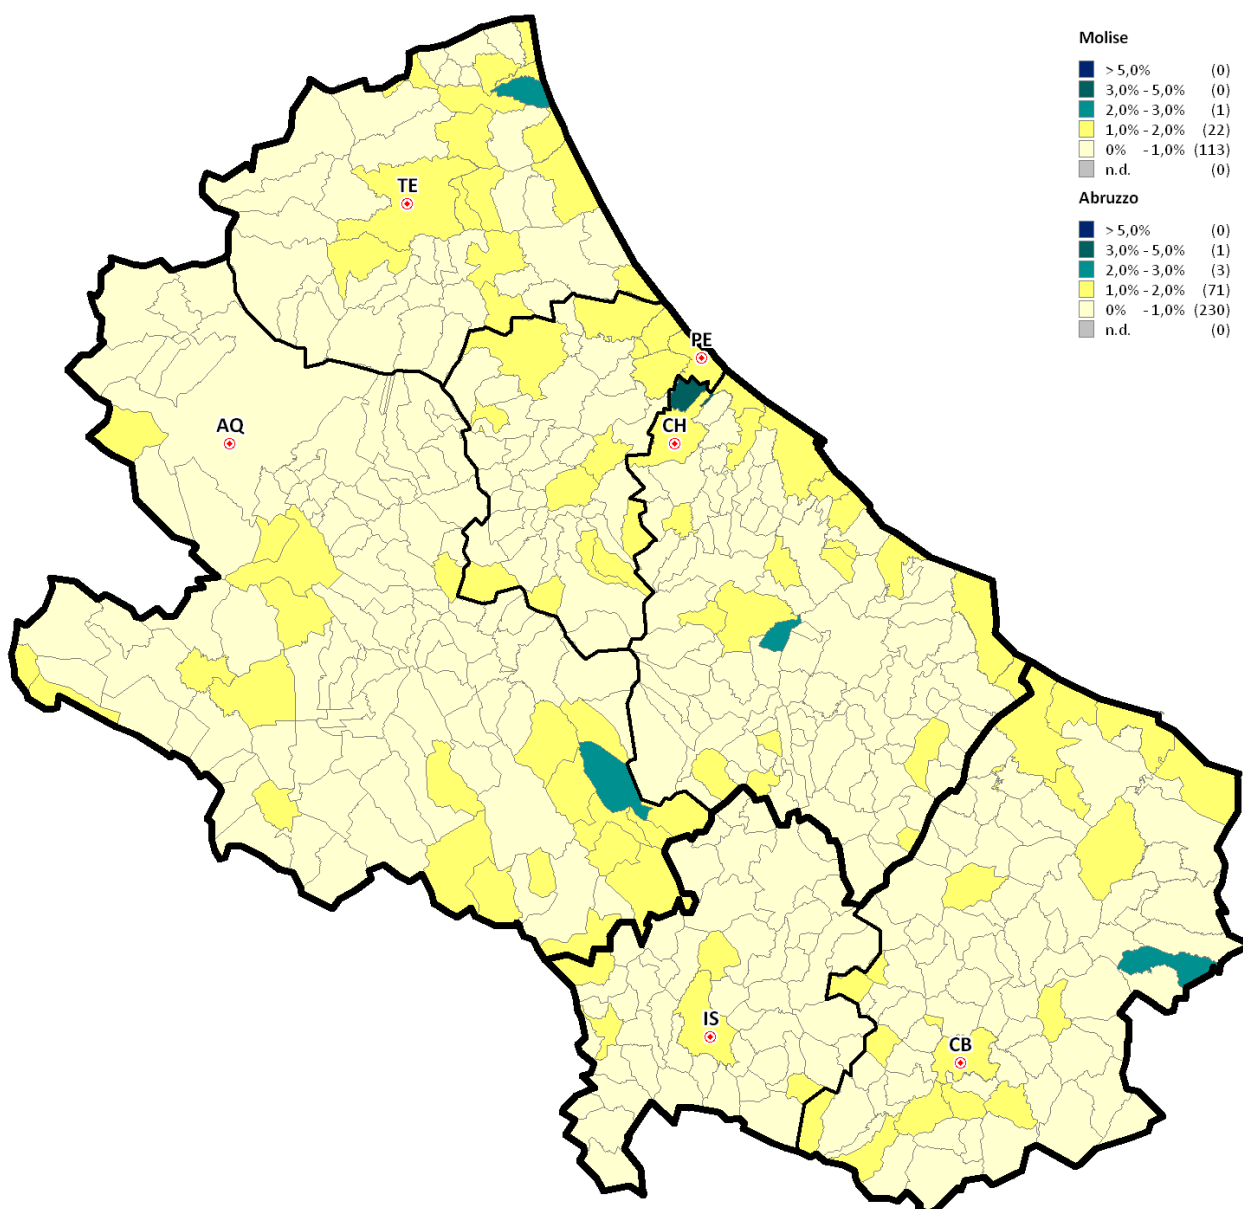 Molise
> 5,0% (0)
3,0% - 5,0% (0)
2,0% - 3,0% (1)
1,0% - 2,0% (22)
0% - 1,0% (113)
n.d. (0)
Abruzzo
> 5,0% (0)
3,0% - 5,0% (1)
2,0% - 3,0% (3)
1,0% - 2,0% (71)
0% - 1,0% (230)
n.d. (0)
TE
PE
AQ
CH
IS
CB